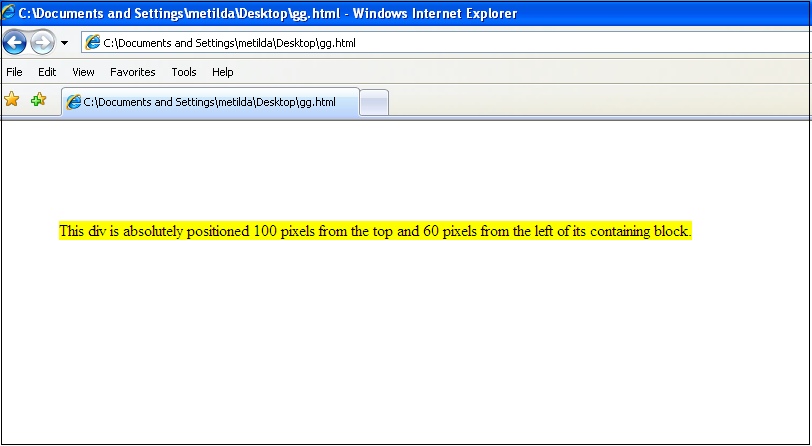 C:\Documents and Settings\metilda\Desktop\gg.html - Windows Internet Explorer
C:\Documents and Settings\metilda\Desktop\gg.html
File Edit View Favorites Tools Help
C:\Documents and Settings\metilda\Desktop\gg.html
This div is absolutely positioned 100 pixels from the top and 60 pixels from the left of its containing block.